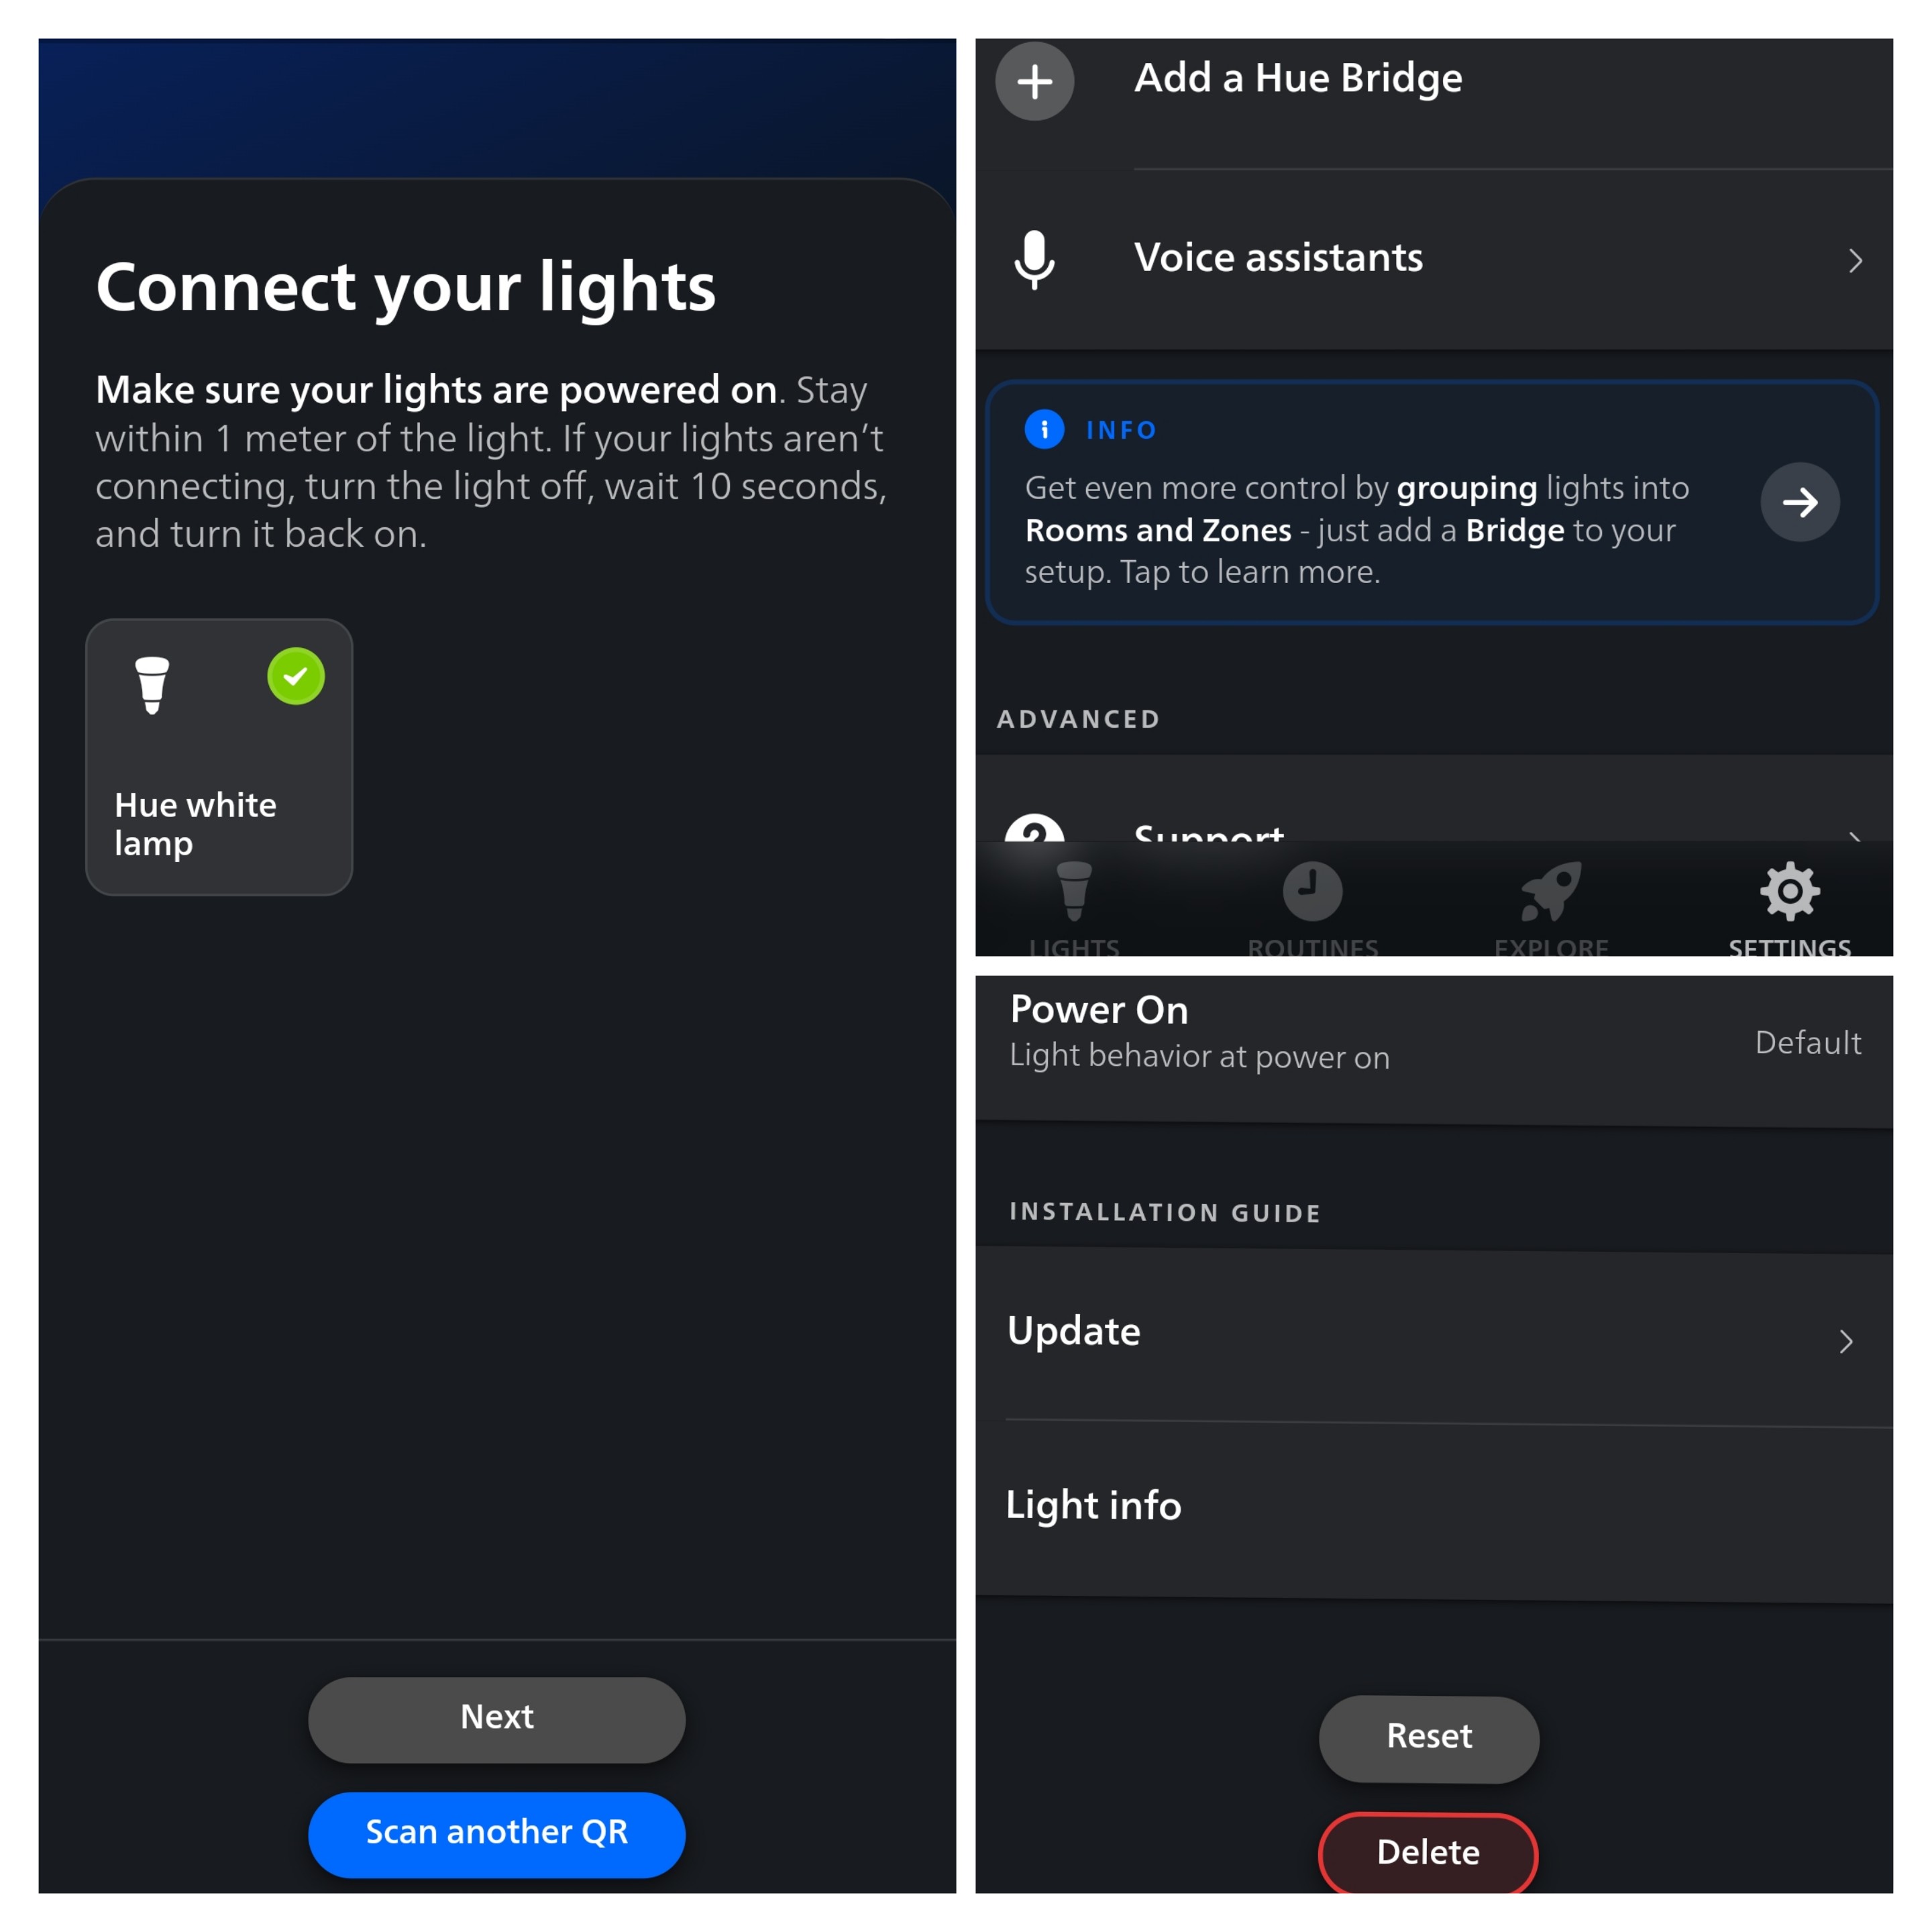 Connect your lights
Make sure your lights are powered on. Stay
within 1 meter of the light. If your lights aren’t
connecting, turn the light off, wait 10 seconds,
and turn it back on.
Hue white
lamp
Next
Scan another QR
Add a Hue Bridge
Voice assistants
INFO
Get even more control by grouping lights into
Rooms and Zones - just add a Bridge to your
setup. Tap to learn more.
ADVANCED
Support
LIGHTS
ROUTINES
EXPLORE
SETTINGS
Power On
Light behavior at power on
Default
INSTALLATION GUIDE
Update
Light info
Reset
Delete